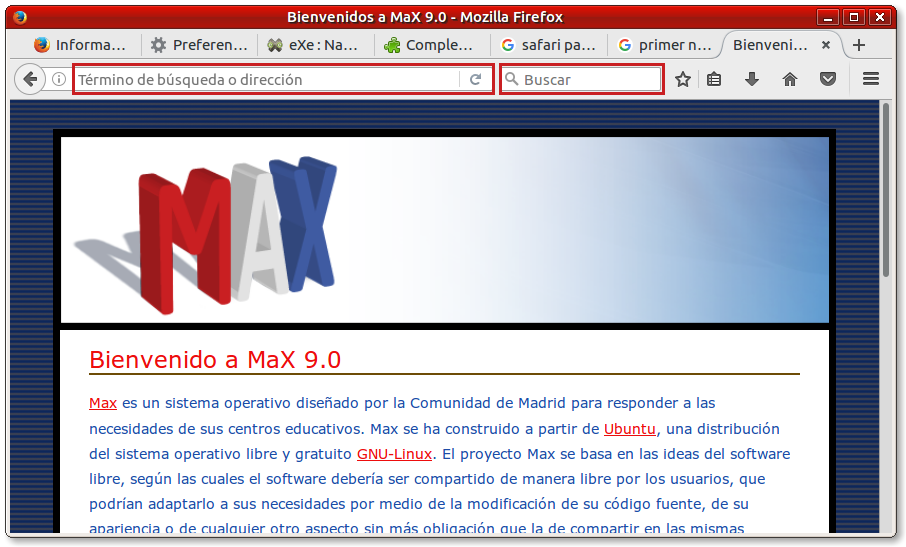 Bienvenidos a MaX 9.0 - Mozilla Firefox
Informa... Preferen... eXe : Na... Comple... safari pa... primer n... Bienveni...
Término de búsqueda o dirección Buscar
MAX
Bienvenido a MaX 9.0
Max es un sistema operativo diseñado por la Comunidad de Madrid para responder a las
necesidades de sus centros educativos. Max se ha construido a partir de Ubuntu, una distribución
del sistema operativo libre y gratuito GNU-Linux. El proyecto Max se basa en las ideas del software
libre, según las cuales el software debería ser compartido de manera libre por los usuarios, que
podrían adaptarlo a sus necesidades por medio de la modificación de su código fuente, de su
apariencia o de cualquier otro aspecto sin más obligación que la de compartir en las mismas